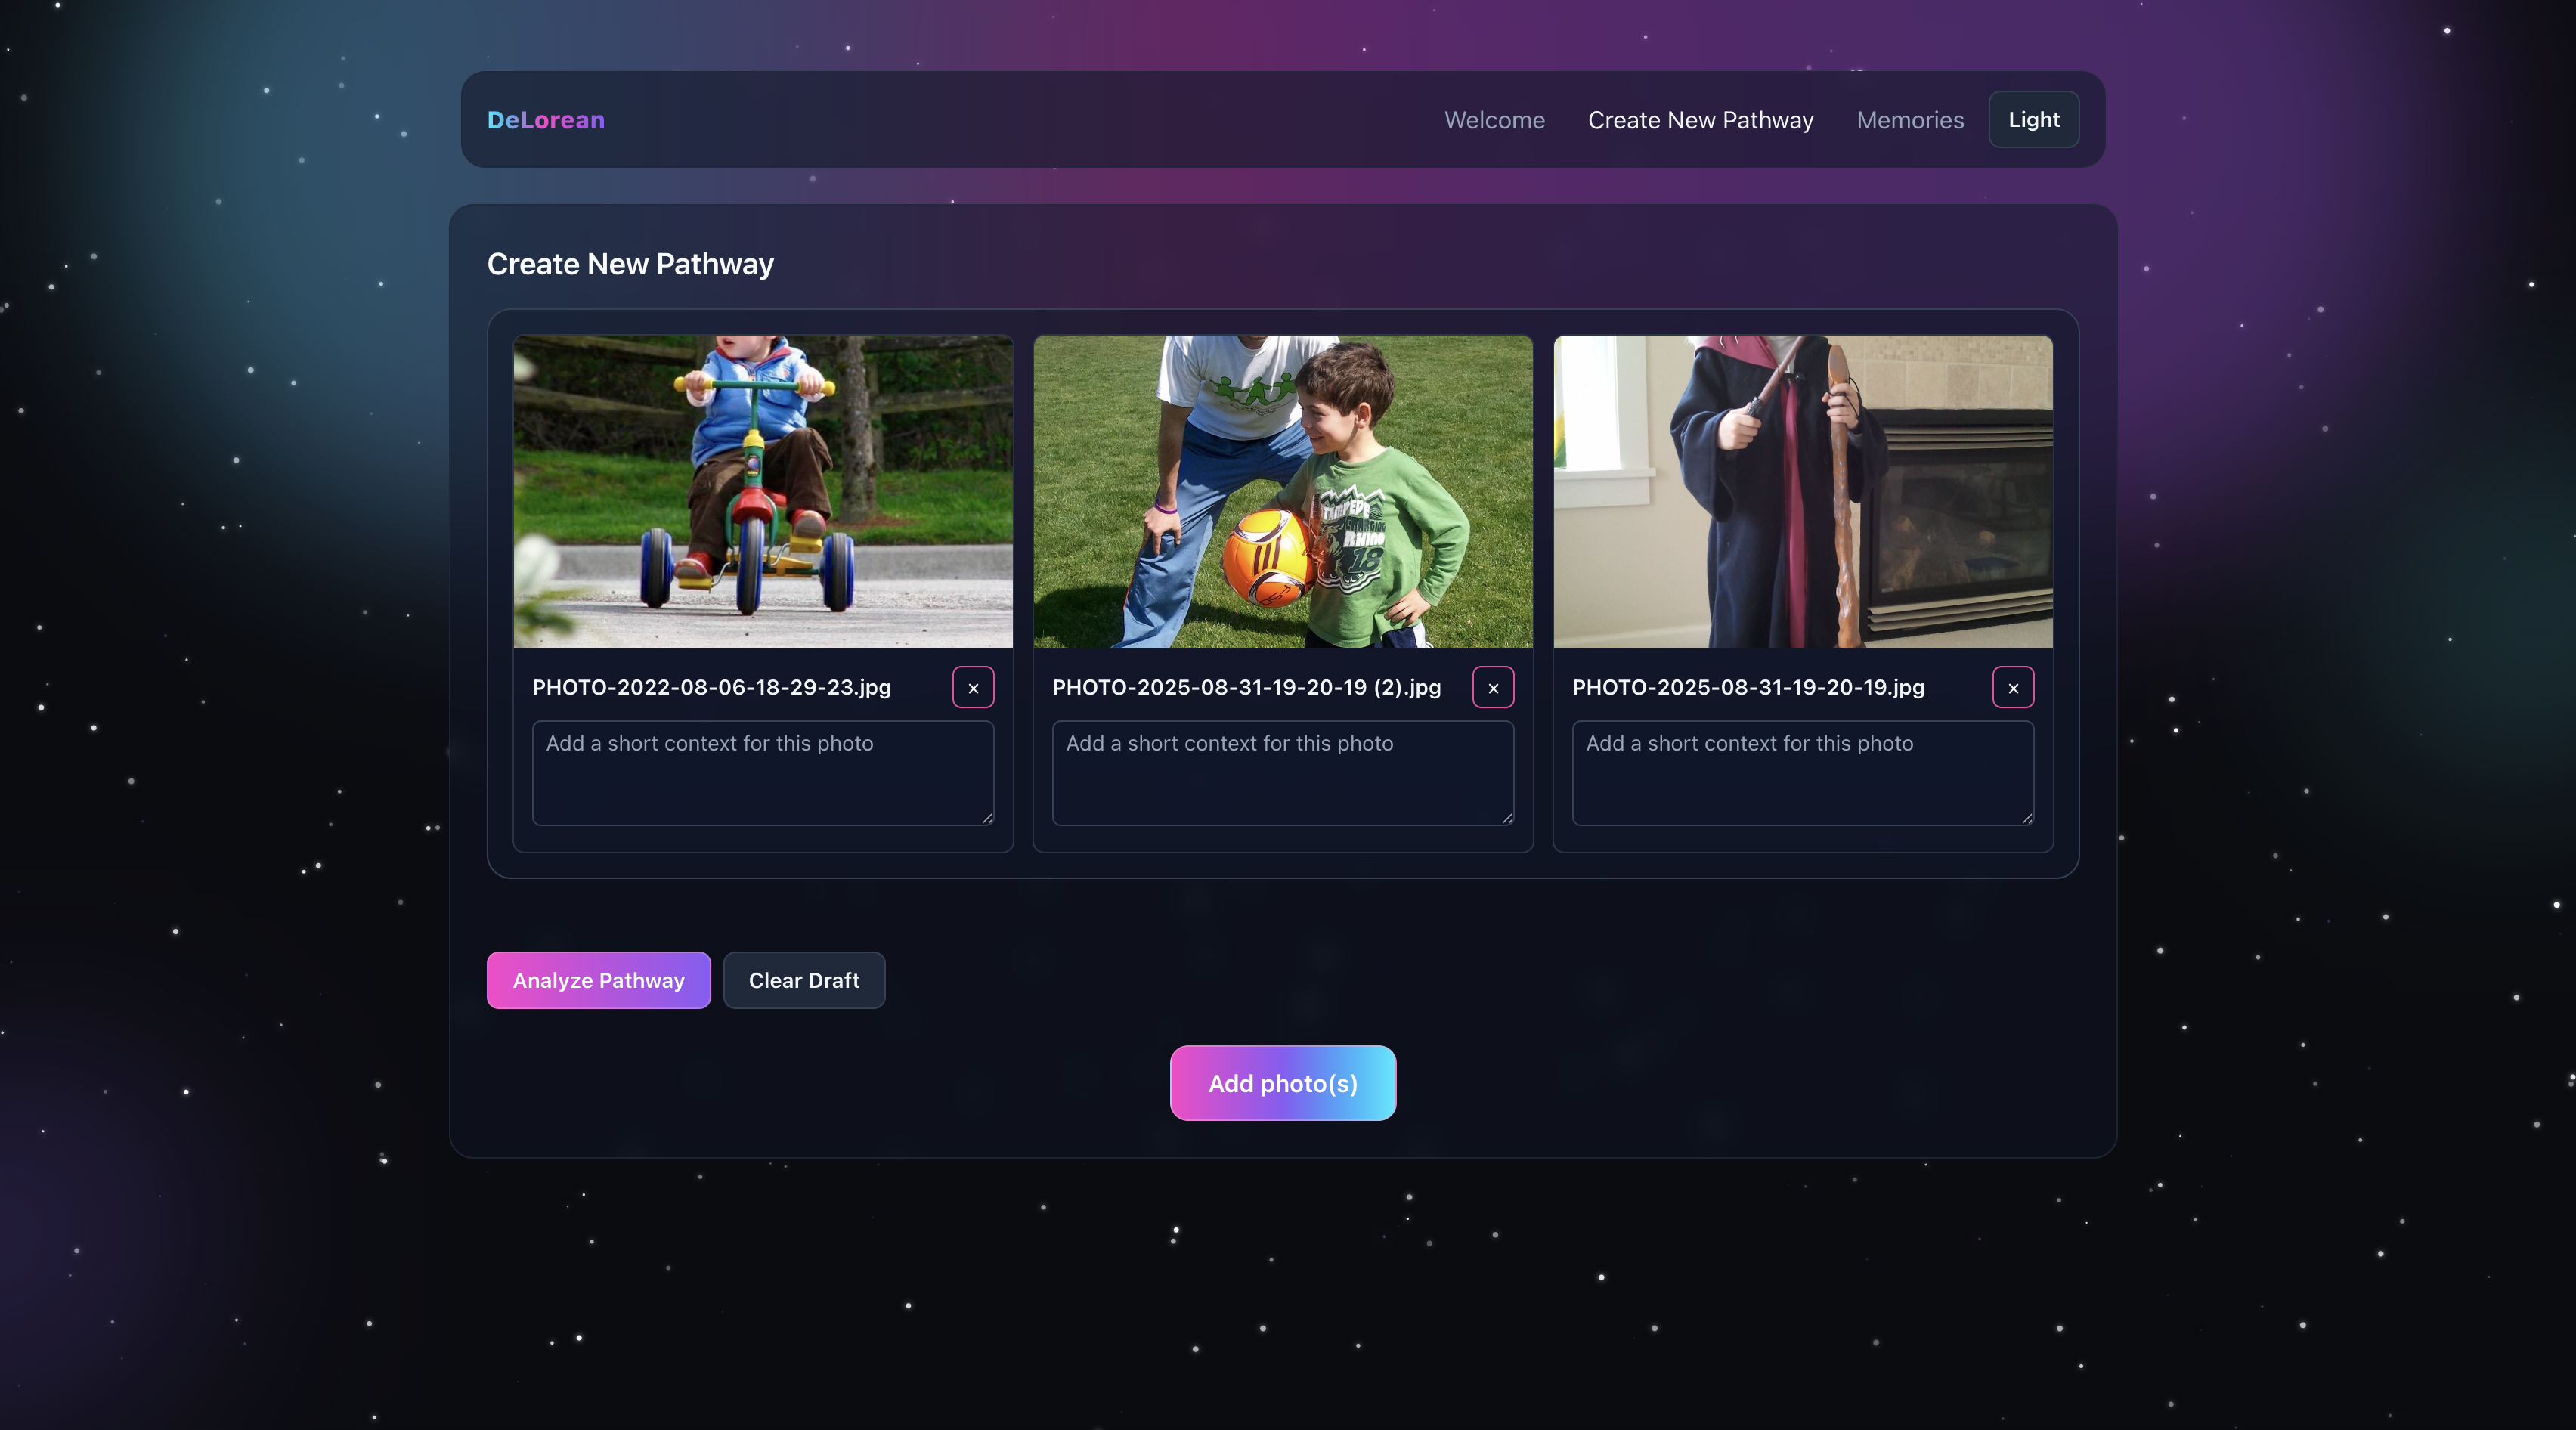 DeLorean
Welcome
Create New Pathway
Memories
Light
Create New Pathway
CHARGING
RHINO
18
PHOTO-2022-08-06-18-29-23.jpg
×
Add a short context for this photo
PHOTO-2025-08-31-19-20-19 (2).jpg
×
Add a short context for this photo
PHOTO-2025-08-31-19-20-19.jpg
×
Add a short context for this photo
Analyze Pathway
Clear Draft
Add photo(s)